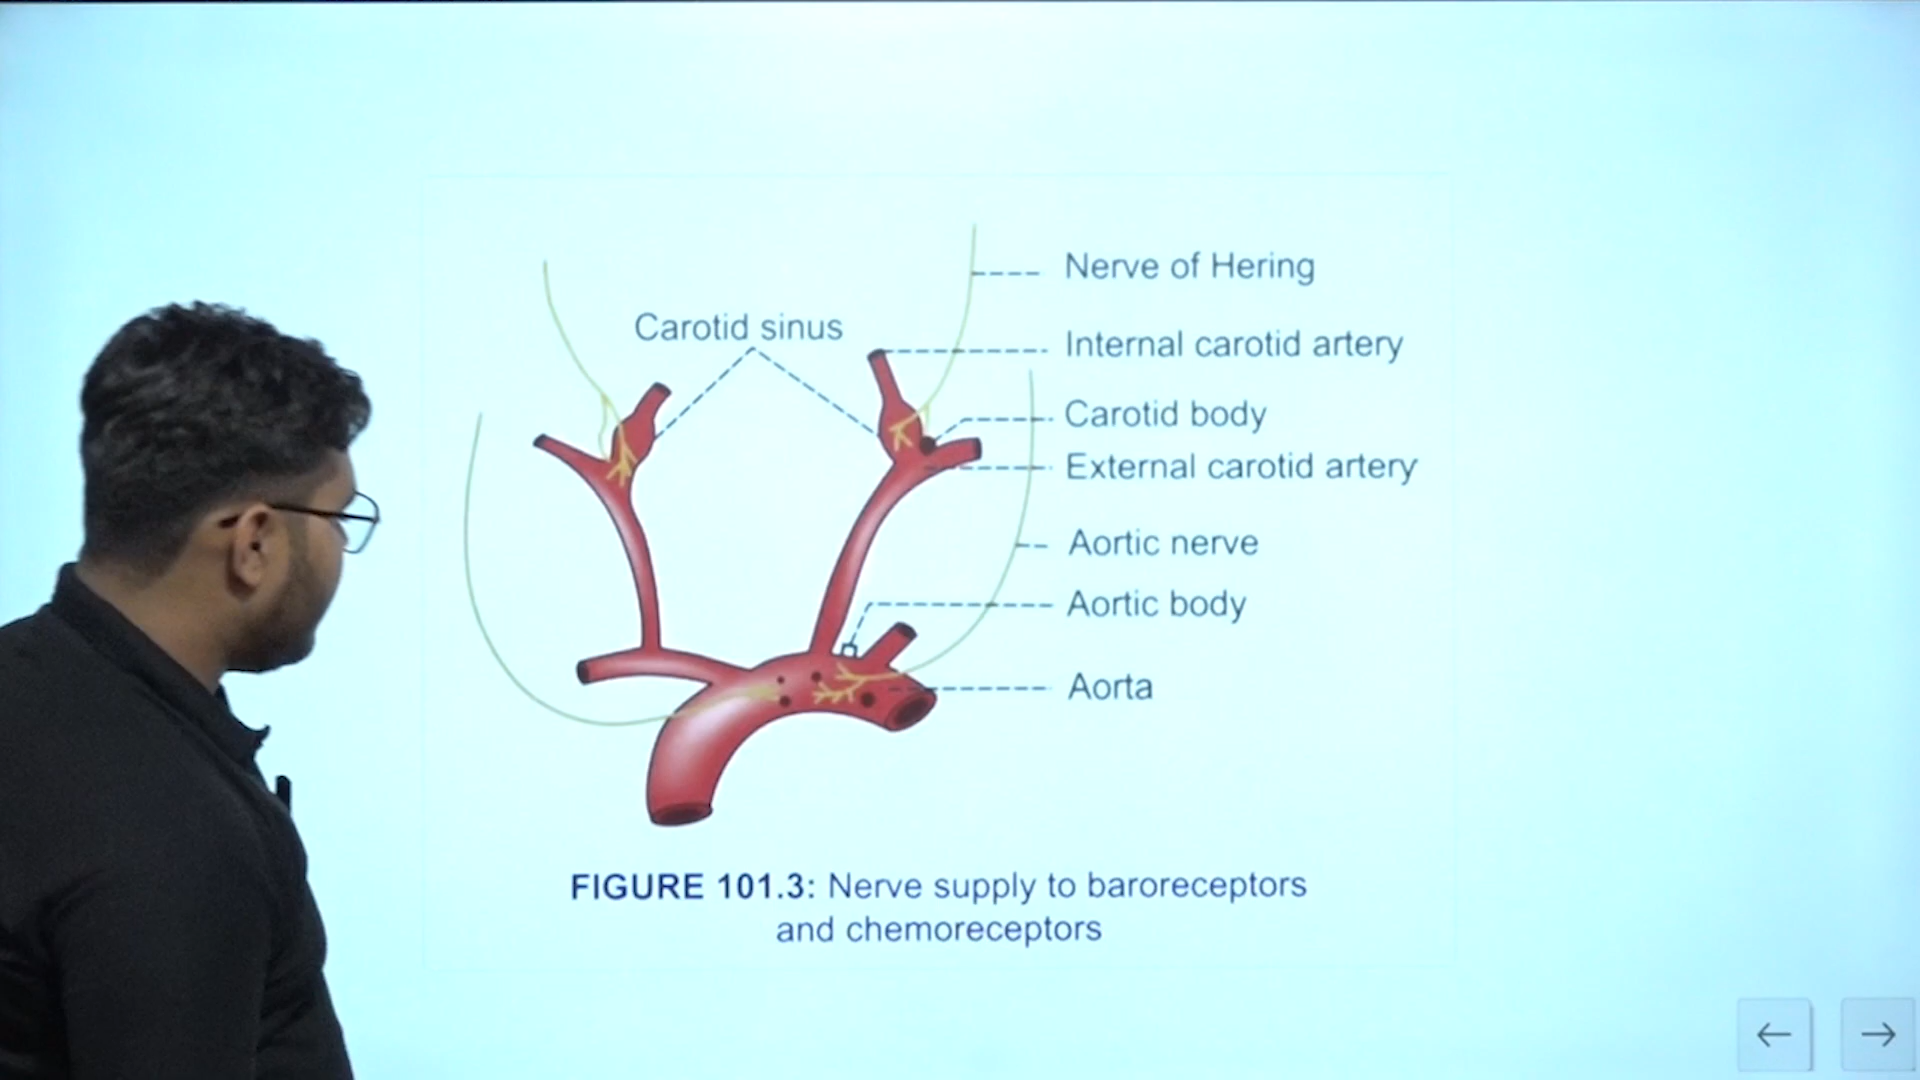 Nerve of Hering
Carotid sinus
Internal carotid artery
Carotid body
External carotid artery
Aortic nerve
Aortic body
Aorta
FIGURE 101.3: Nerve supply to baroreceptors
and chemoreceptors